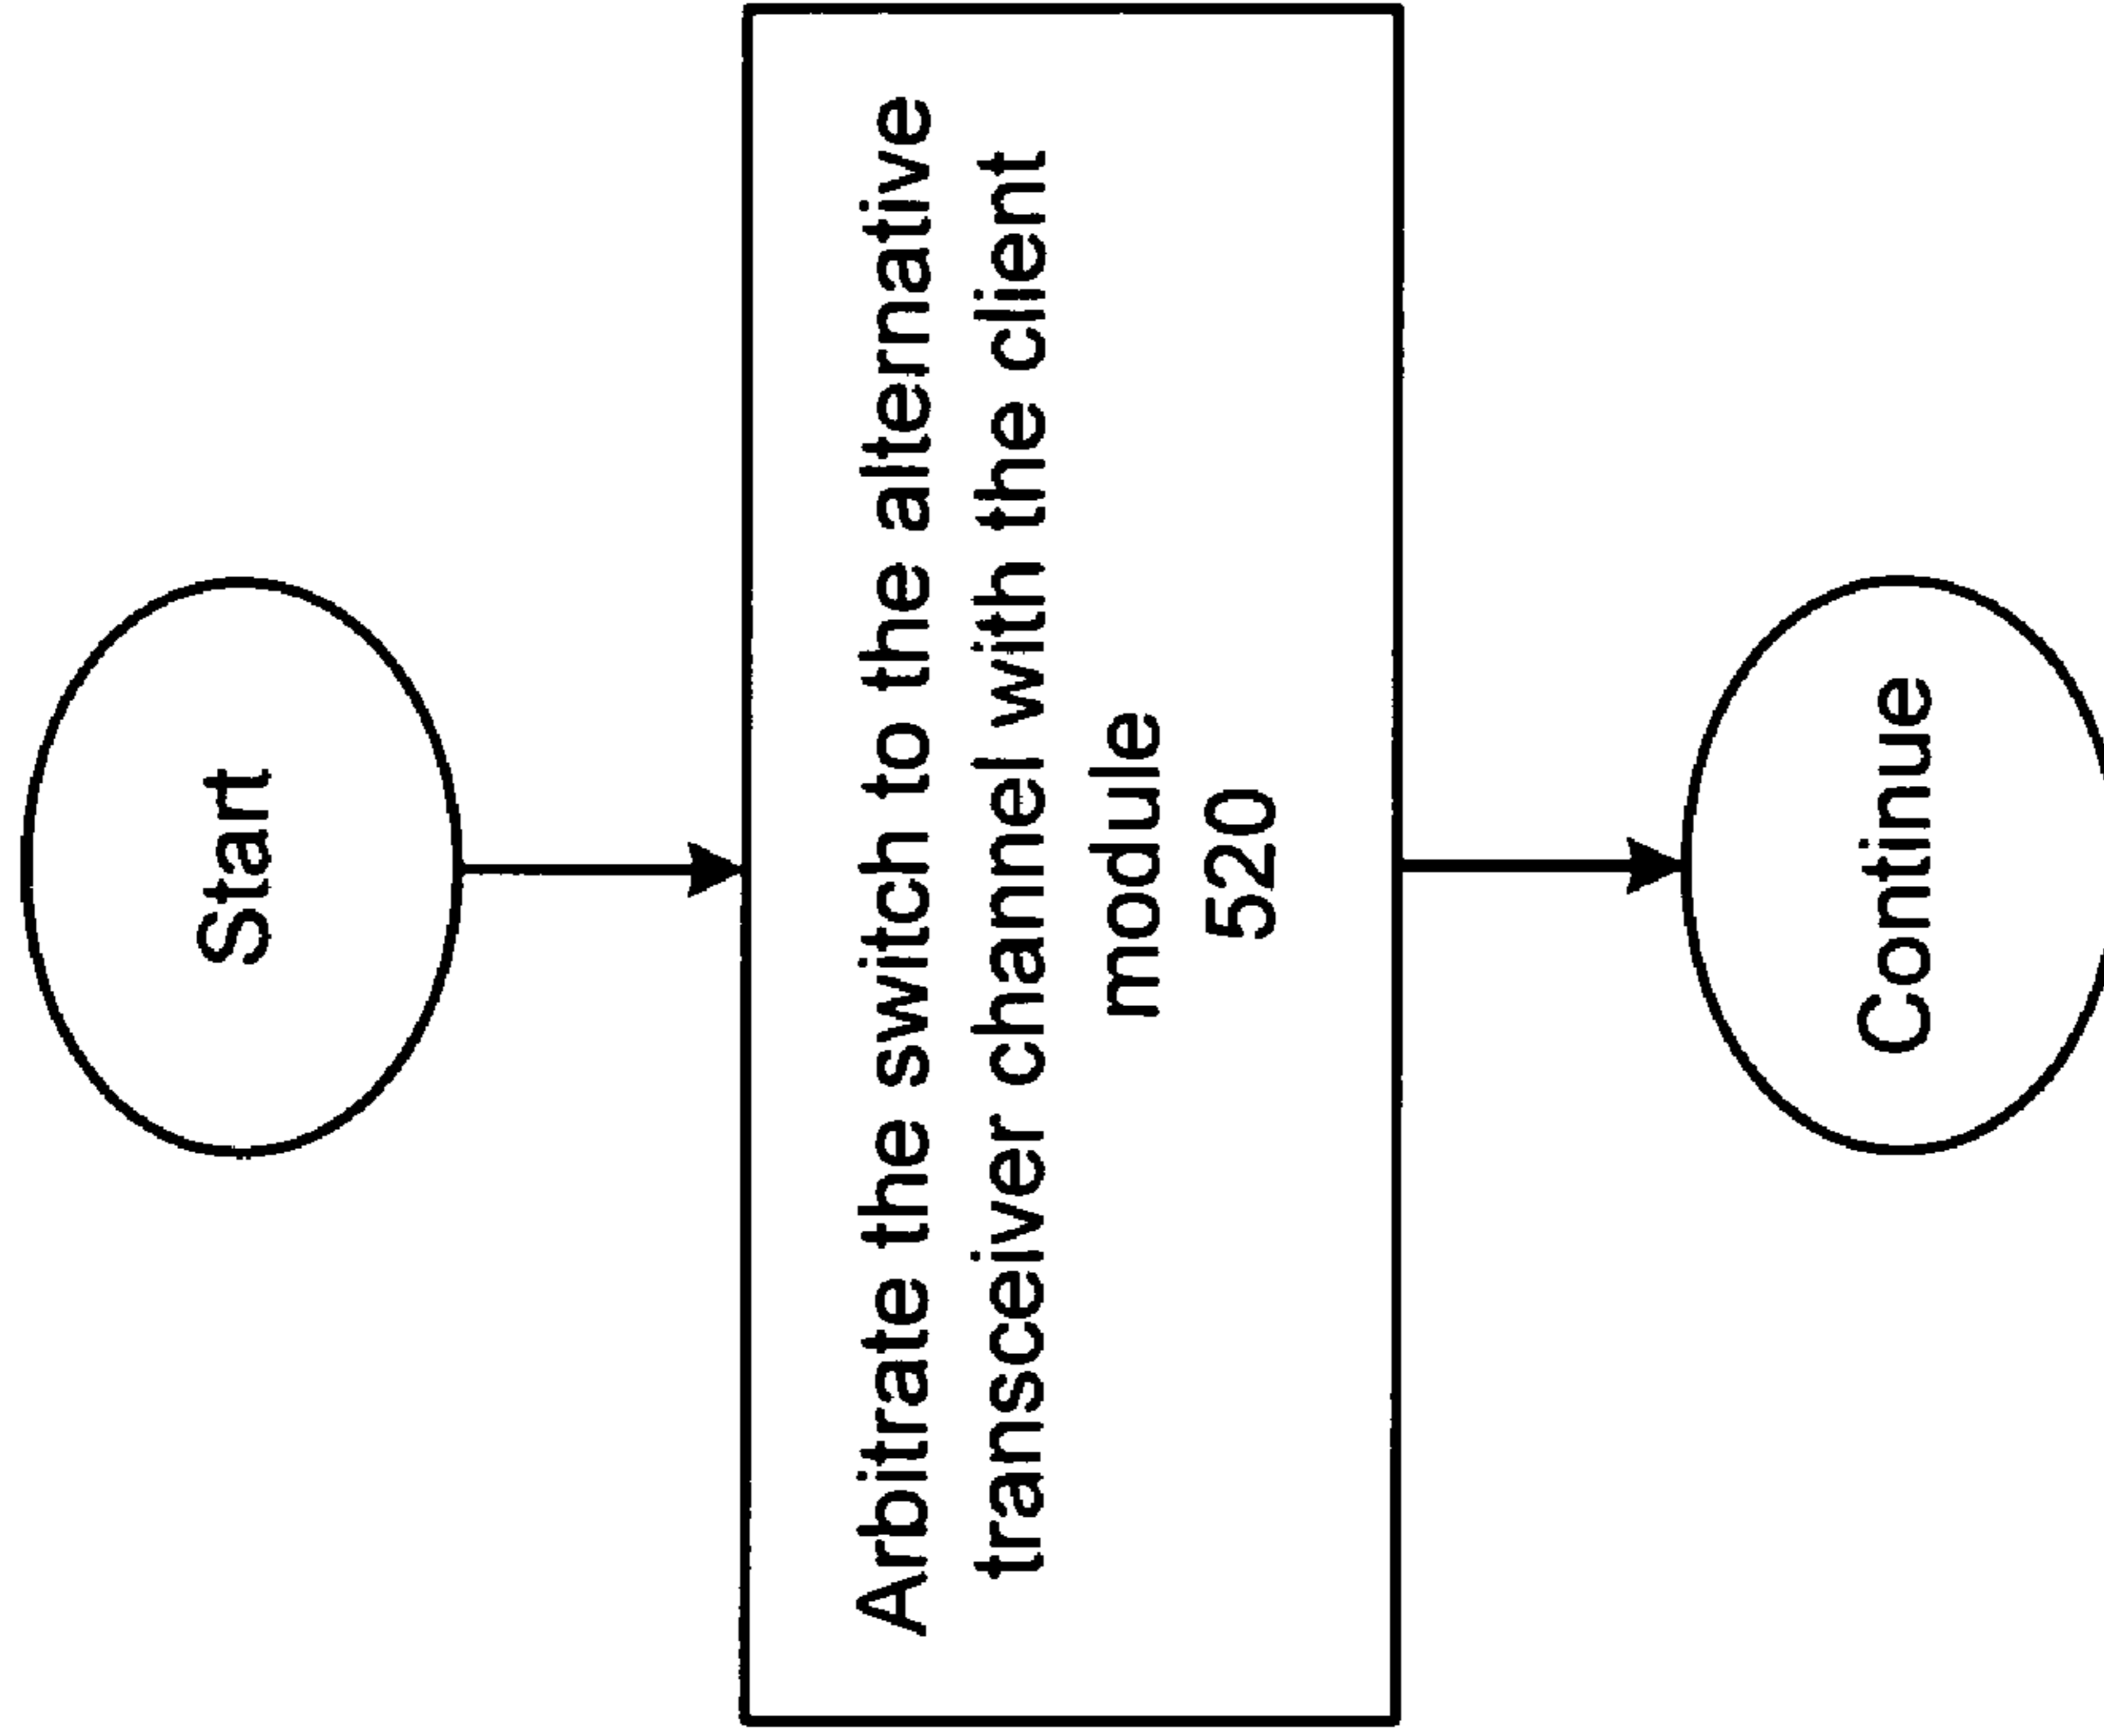 Start
Arbitrate the switch to the alternative
transceiver channel with the client
module
520
Continue